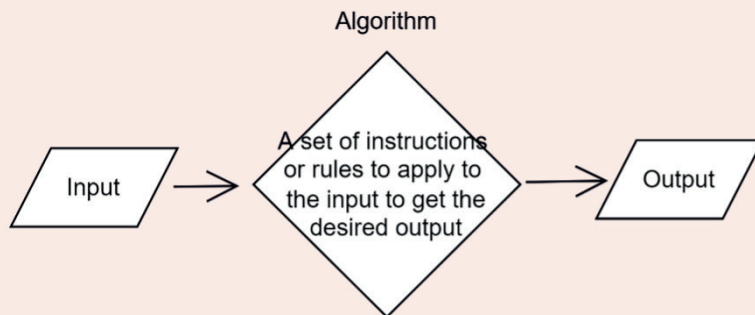 Algorithm
Input
A set of instructions
or rules to apply to
the input to get the
desired output
Output